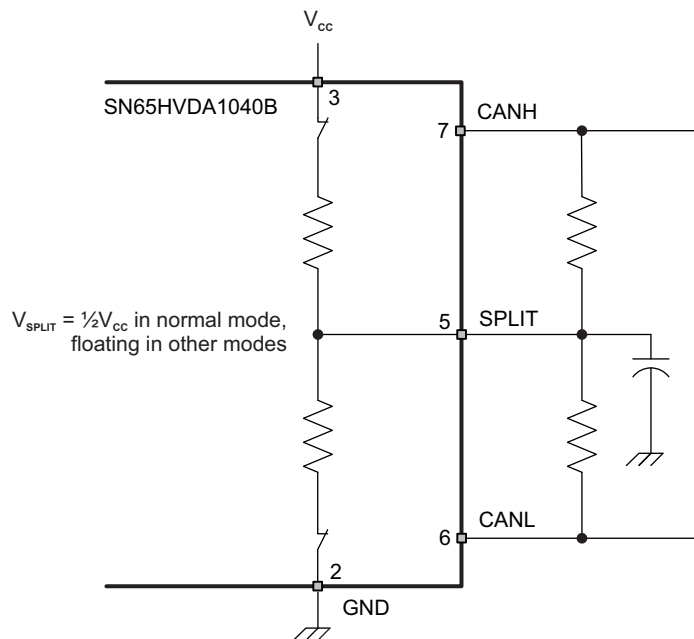 Vcc
SN65HVDA1040B
3
7
CANH
VSPLIT = ½Vcc in normal mode,
floating in other modes
5
SPLIT
6
CANL
2
GND